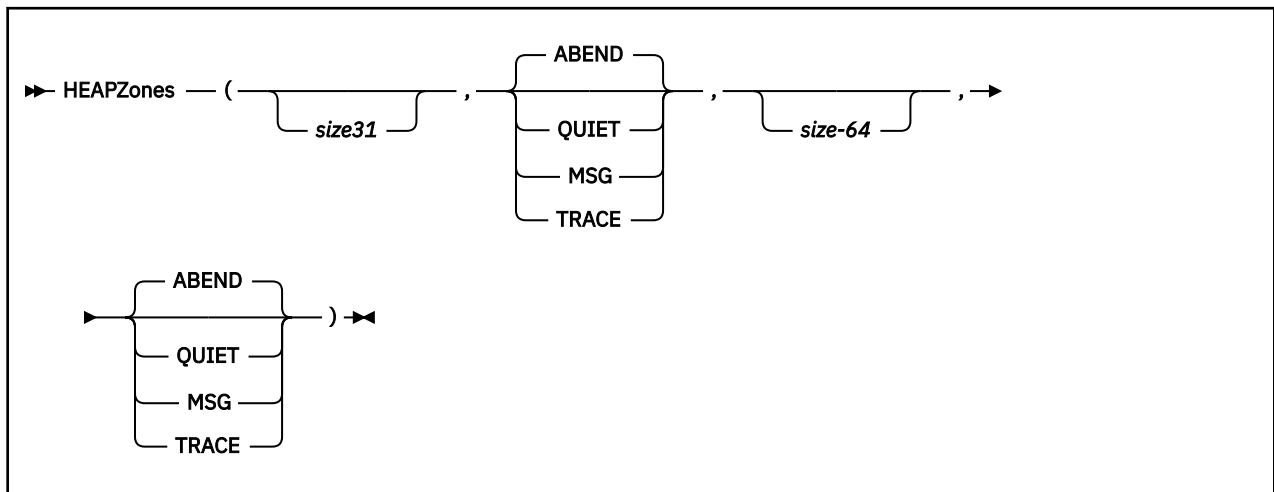 ABEND
HEAPZones ( , , ,
size31 QUIET size-64
MSG
TRACE
ABEND
)
QUIET
MSG
TRACE